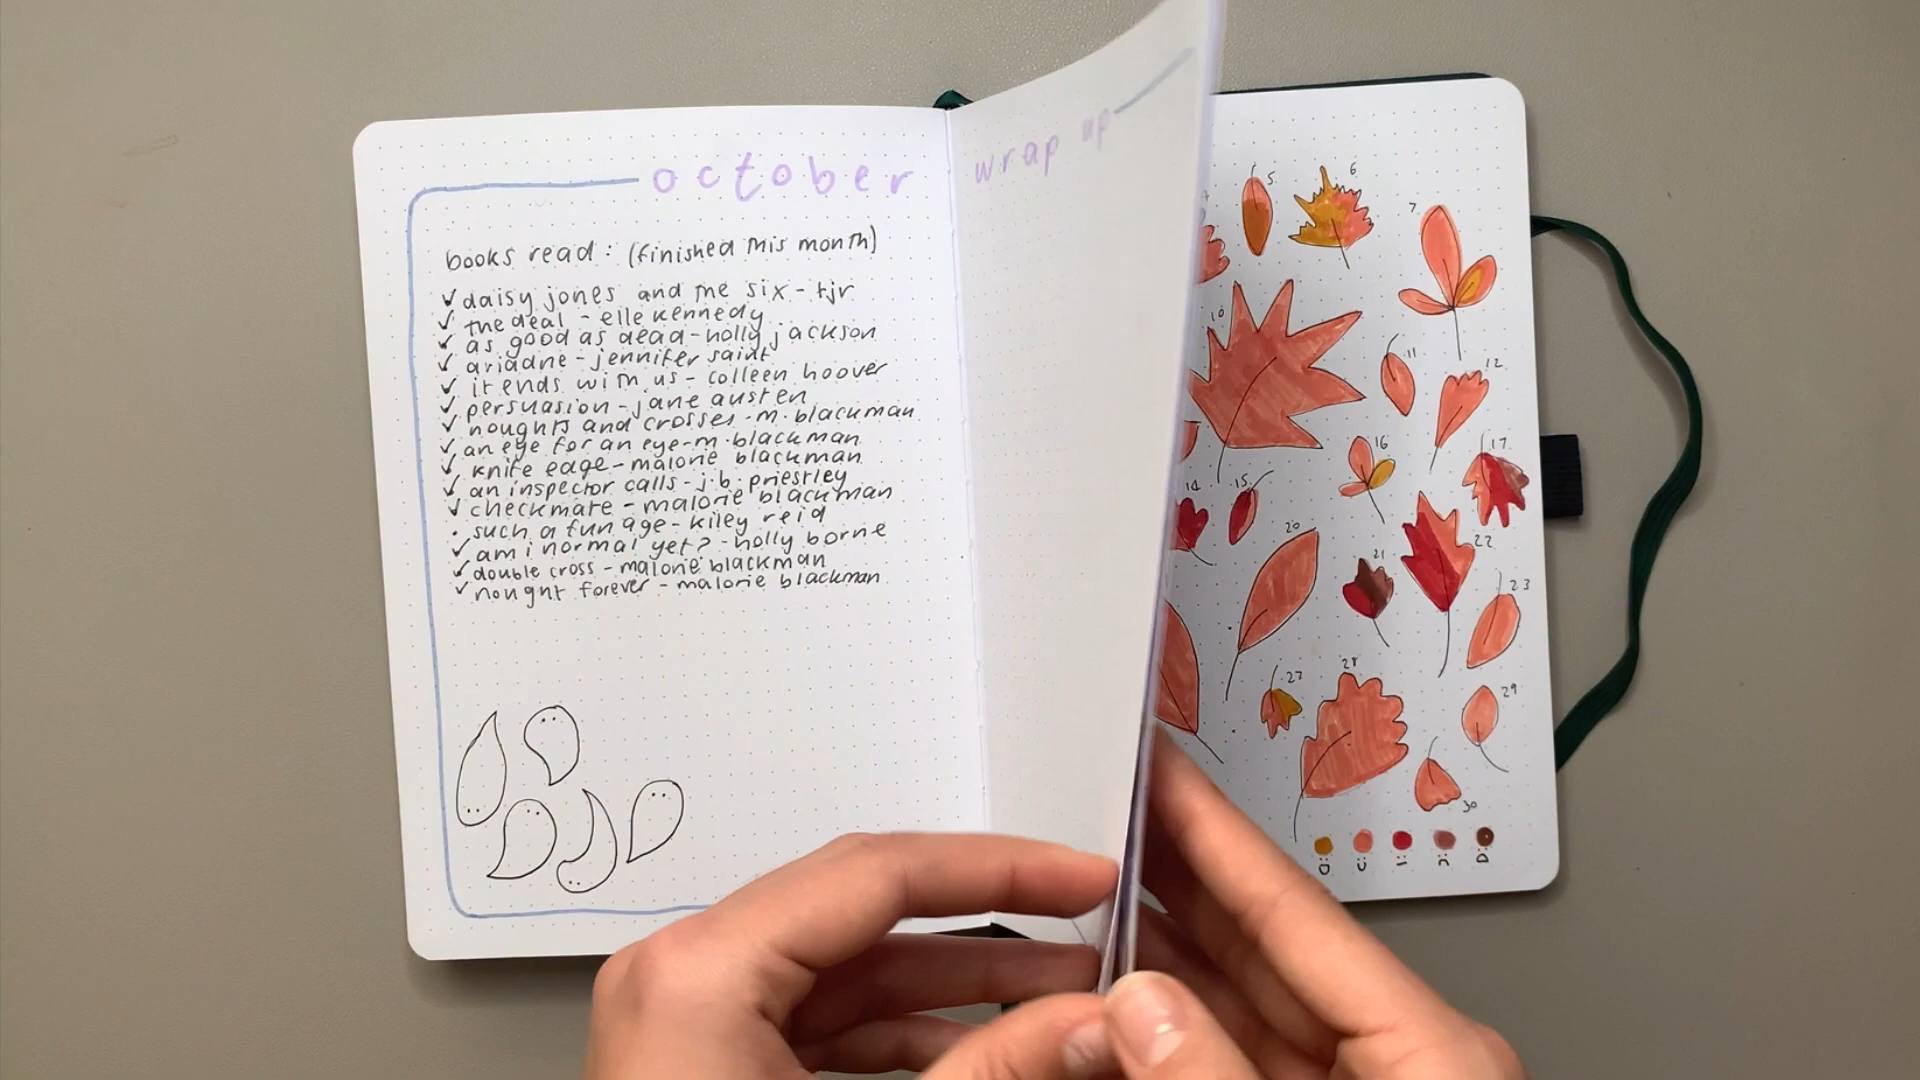 october
wrap up
books read: (finished this month)
✓ daisy jones and the six - tjr
✓ the deal - elle kennedy
✓ as good as dead - holly jackson
✓ ariadne - jennifer saint
✓ it ends with us - colleen hoover
✓ persuasion - jane austen
✓ noughts and crosses - m. blackman
✓ an eye for an eye - m. blackman
✓ knife edge - malorie blackman
✓ an inspector calls - j.b. priestley
✓ checkmate - malorie blackman
• such a fun age - kiley reid
✓ am i normal yet? - holly borne
✓ double cross - malorie blackman
✓ nought forever - malorie blackman
5
6
7
10
11
12
14
15
16
17
20
21
22
23
27
28
29
30